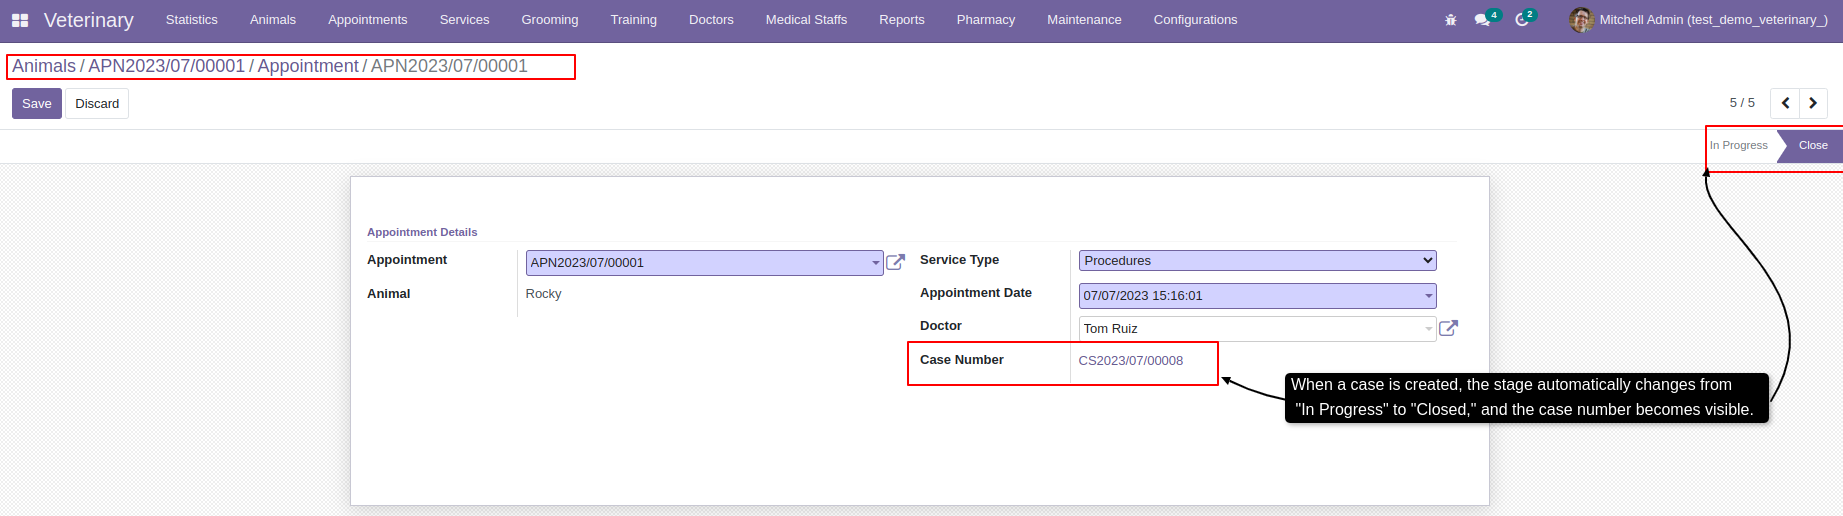 Veterinary Statistics Animals Appointments Services Grooming Training Doctors Medical Staffs Reports Pharmacy Maintenance Configurations 4 2 Mitchell Admin (test_demo_veterinary_)
Animals / APN2023/07/00001 / Appointment / APN2023/07/00001
Save Discard 5 / 5
In Progress Close
Appointment Details
Appointment APN2023/07/00001 Service Type Procedures
Animal Rocky Appointment Date 07/07/2023 15:16:01
Doctor Tom Ruiz
Case Number CS2023/07/00008
When a case is created, the stage automatically changes from
"In Progress" to "Closed," and the case number becomes visible.